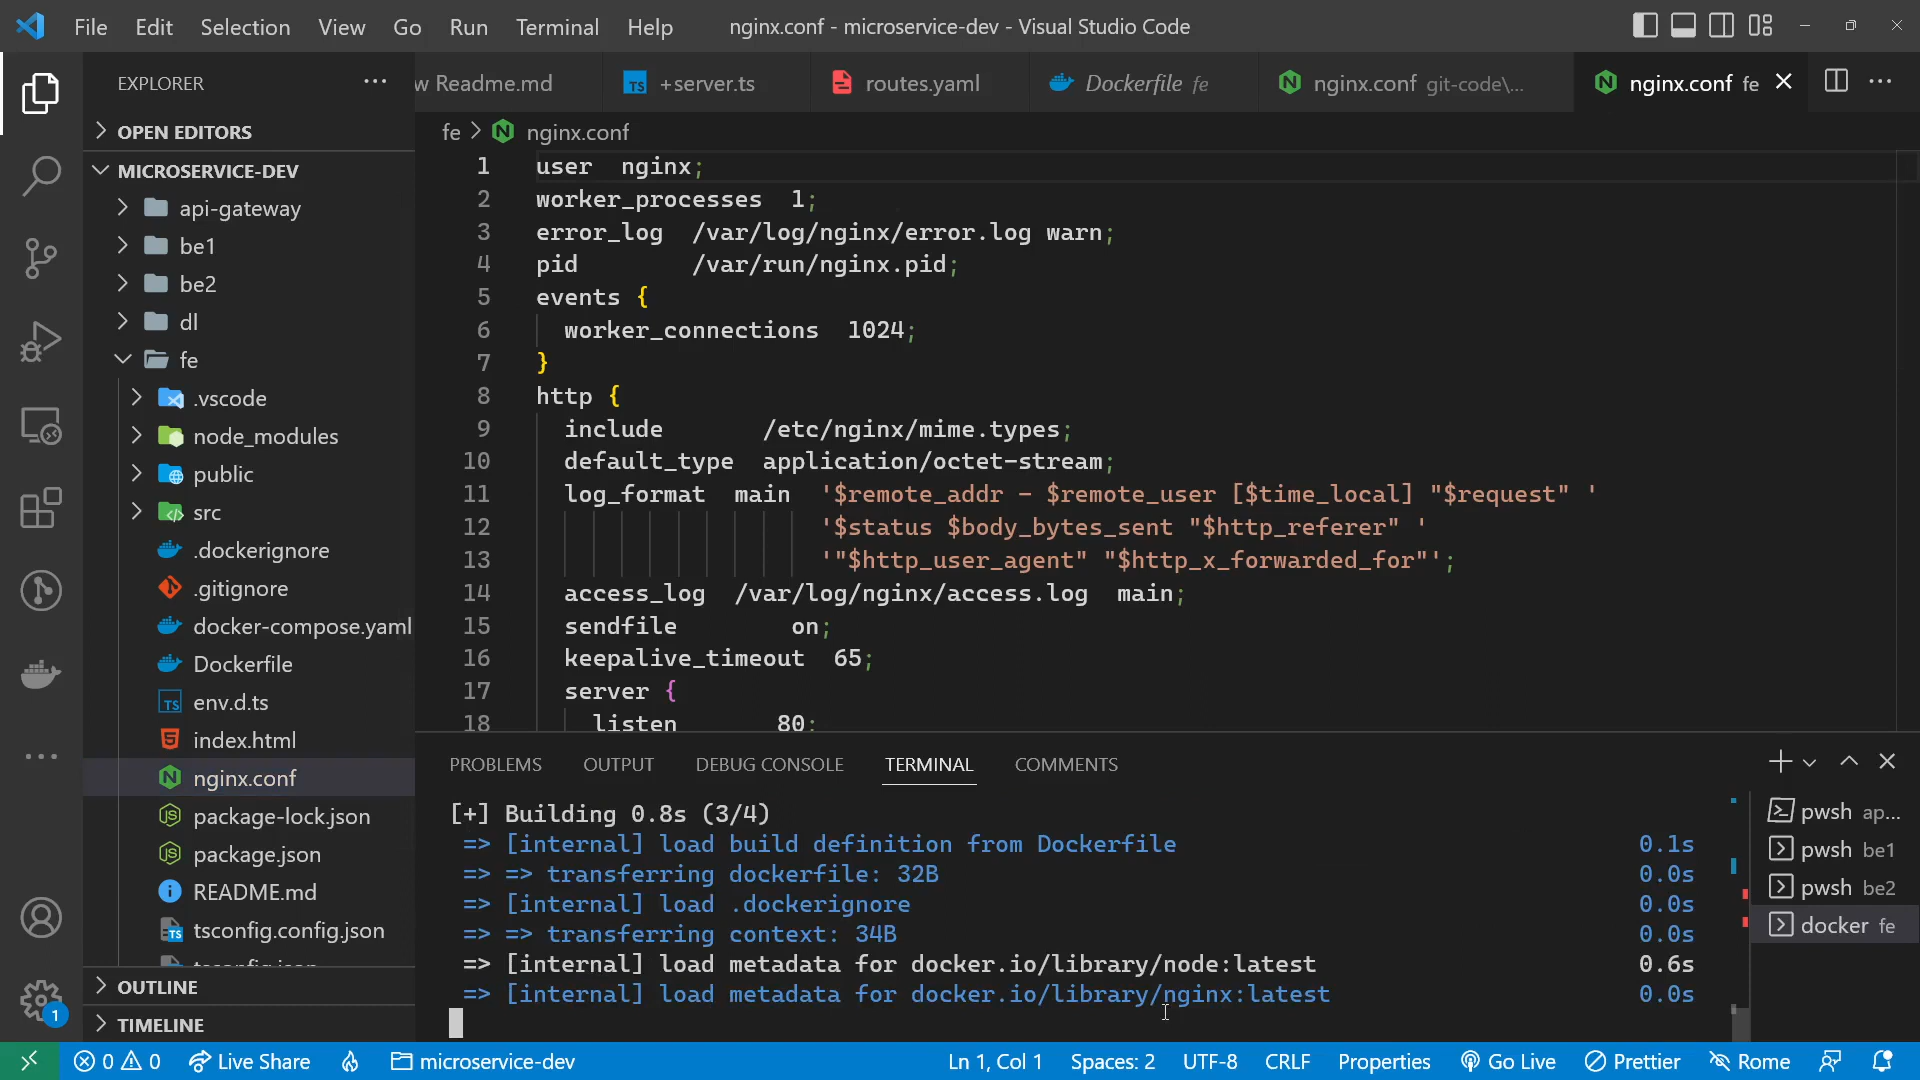 File Edit Selection View Go Run Terminal Help
nginx.conf - microservice-dev - Visual Studio Code
EXPLORER
OPEN EDITORS
MICROSERVICE-DEV
api-gateway
be1
be2
dl
fe
.vscode
node_modules
public
src
.dockerignore
.gitignore
docker-compose.yaml
Dockerfile
env.d.ts
index.html
nginx.conf
package-lock.json
package.json
README.md
tsconfig.config.json
tsconfig.json
OUTLINE
TIMELINE
w Readme.md
TS +server.ts
routes.yaml
Dockerfile fe
nginx.conf git-code\...
nginx.conf fe
fe > nginx.conf
1 user  nginx;
2 worker_processes  1;
3 error_log  /var/log/nginx/error.log warn;
4 pid        /var/run/nginx.pid;
5 events {
6   worker_connections  1024;
7 }
8 http {
9   include       /etc/nginx/mime.types;
10   default_type  application/octet-stream;
11   log_format  main  '$remote_addr - $remote_user [$time_local] "$request" '
12                     '$status $body_bytes_sent "$http_referer" '
13                     '"$http_user_agent" "$http_x_forwarded_for"';
14   access_log  /var/log/nginx/access.log  main;
15   sendfile        on;
16   keepalive_timeout  65;
17   server {
18     listen       80;
PROBLEMS OUTPUT DEBUG CONSOLE TERMINAL COMMENTS
[+] Building 0.8s (3/4)
=> [internal] load build definition from Dockerfile 0.1s
=> => transferring dockerfile: 32B 0.0s
=> [internal] load .dockerignore 0.0s
=> => transferring context: 34B 0.0s
=> [internal] load metadata for docker.io/library/node:latest 0.6s
=> [internal] load metadata for docker.io/library/nginx:latest 0.0s
pwsh ap...
pwsh be1
pwsh be2
docker fe
1
0 0 Live Share microservice-dev Ln 1, Col 1 Spaces: 2 UTF-8 CRLF Properties Go Live Prettier Rome